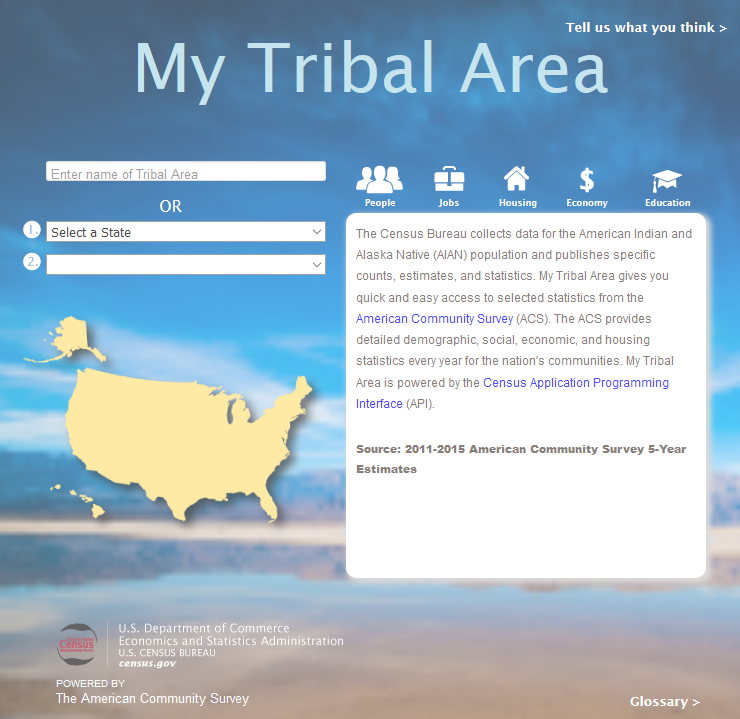 Tell us what you think >
My Tribal Area
Enter name of Tribal Area
OR
1.
Select a State
2.
People
Jobs
$
Housing
Economy
Education
The Census Bureau collects data for the American Indian and
Alaska Native (AIAN) population and publishes specific
counts, estimates, and statistics. My Tribal Area gives you
quick and easy access to selected statistics from the
American Community Survey (ACS). The ACS provides
detailed demographic, social, economic, and housing
statistics every year for the nation's communities. My Tribal
Area is powered by the Census Application Programming
Interface (API).
Source: 2011-2015 American Community Survey 5-Year
Estimates
Census
U.S. Department of Commerce
Economics and Statistics Administration
U.S. CENSUS BUREAU
census.gov
POWERED BY
The American Community Survey
Glossary >